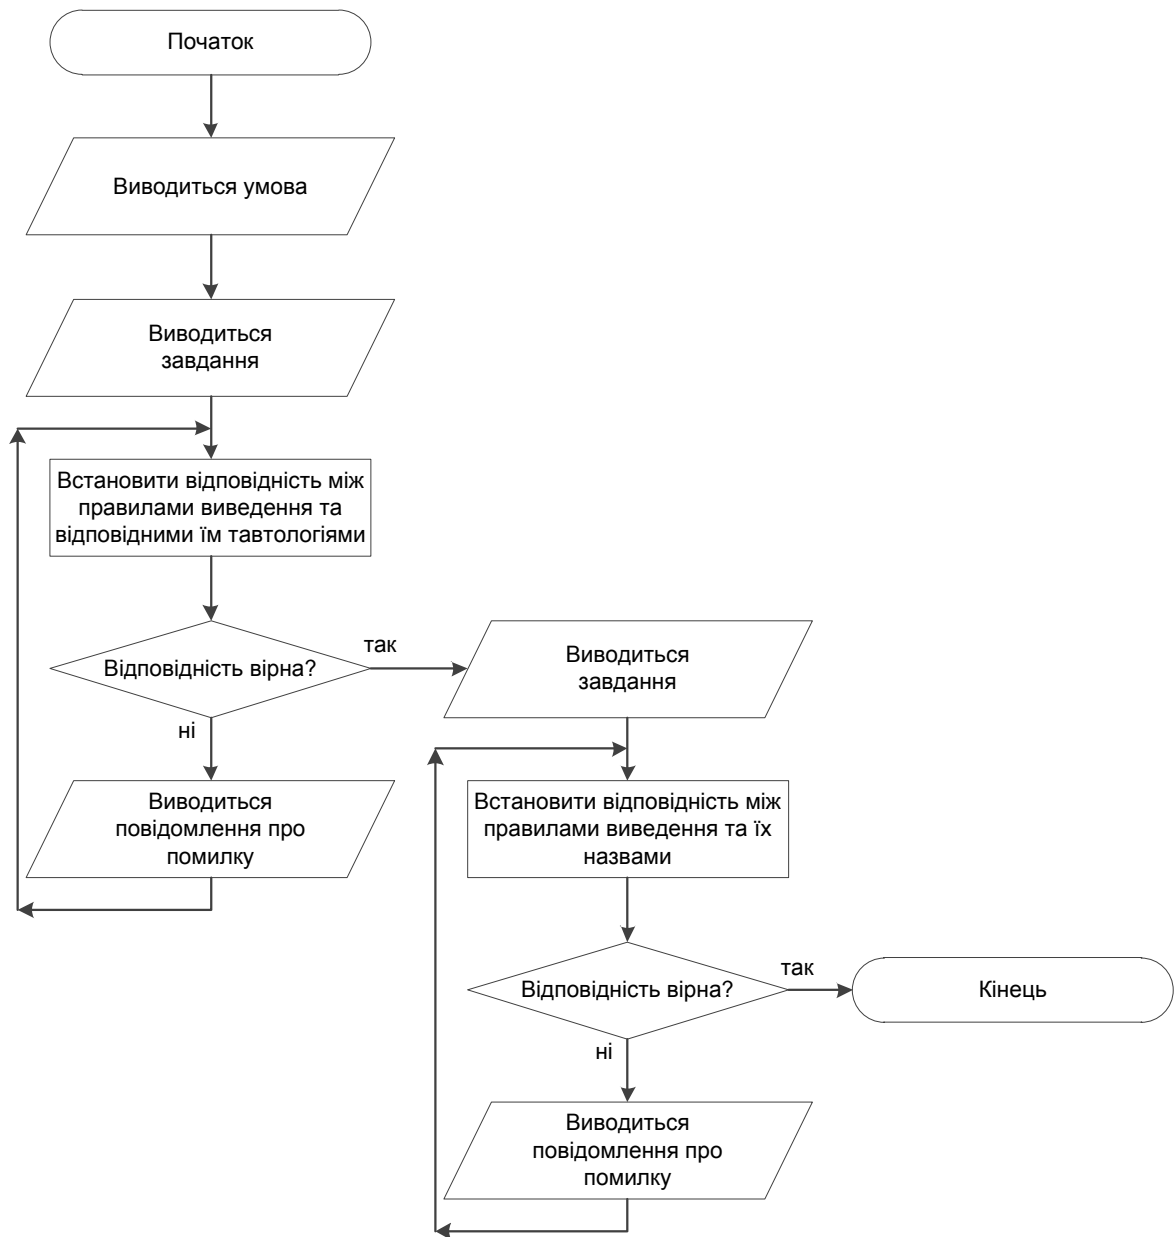 Початок
Виводиться умова
Виводиться
завдання
Встановити відповідність між
правилами виведення та
відповідними їм тавтологіями
Відповідність вірна?
так
ні
Виводиться
повідомлення про
помилку
Виводиться
завдання
Встановити відповідність між
правилами виведення та їх
назвами
Відповідність вірна?
так
ні
Кінець
Виводиться
повідомлення про
помилку